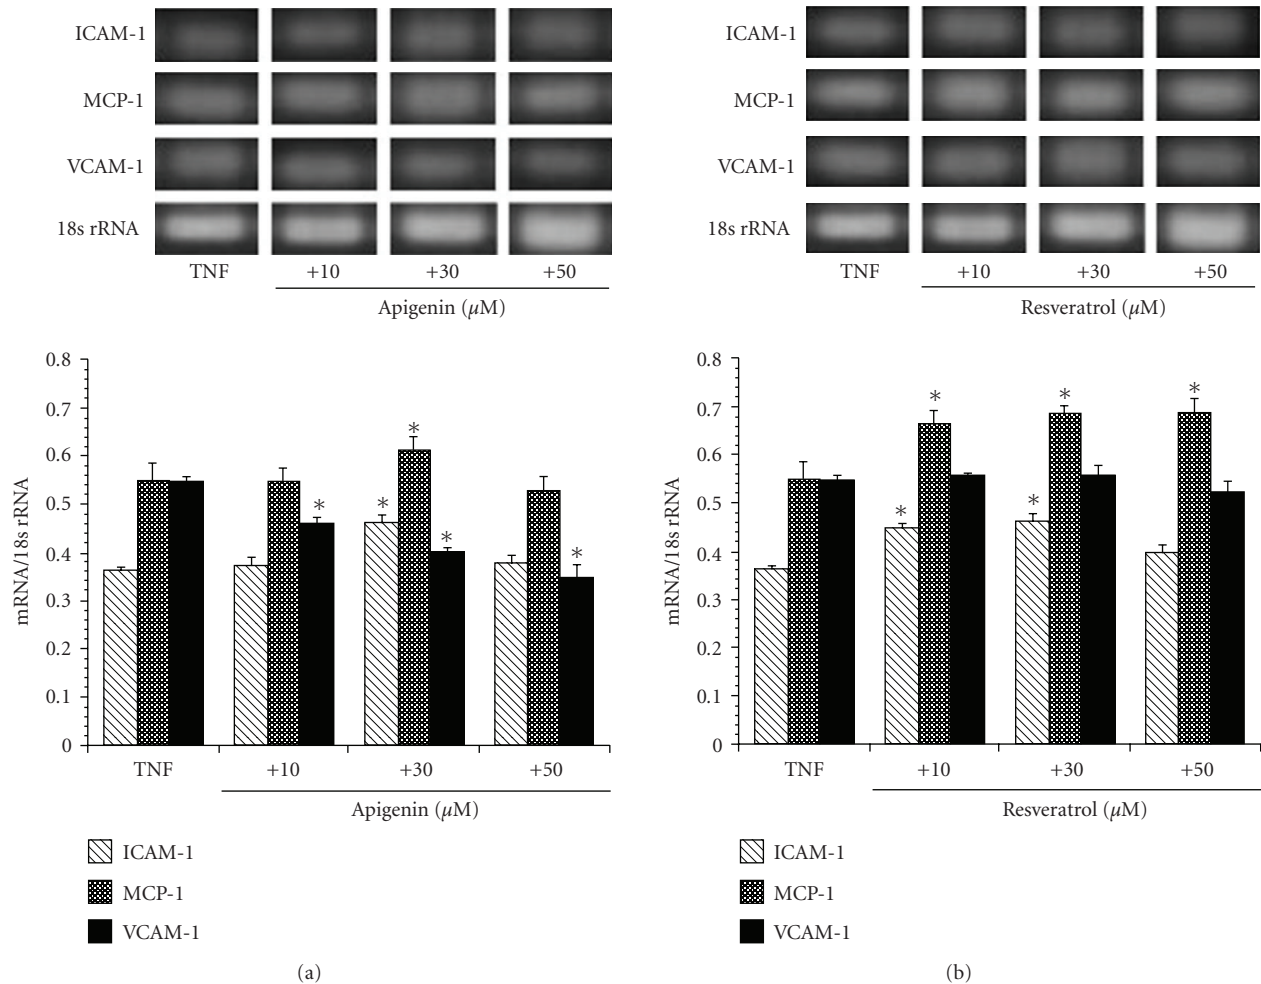 ICAM-1
MCP-1
VCAM-1
18s rRNA
TNF +10 +30 +50
Apigenin (µM)
0.8
0.7
0.6
0.5
0.4
0.3
0.2
0.1
0
mRNA/18s rRNA
* * * * *
TNF +10 +30 +50
Apigenin (µM)
ICAM-1
MCP-1
VCAM-1
(a)
ICAM-1
MCP-1
VCAM-1
18s rRNA
TNF +10 +30 +50
Resveratrol (µM)
0.8
0.7
0.6
0.5
0.4
0.3
0.2
0.1
0
mRNA/18s rRNA
* * * * *
TNF +10 +30 +50
Resveratrol (µM)
ICAM-1
MCP-1
VCAM-1
(b)